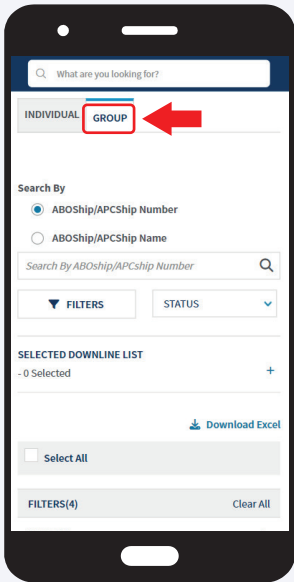 What are you looking for?
INDIVIDUAL GROUP
Search By
ABOShip/APCShip Number
ABOShip/APCShip Name
Search By ABOship/APCship Number
FILTERS STATUS
SELECTED DOWNLINE LIST
- 0 Selected +
Download Excel
Select All
FILTERS(4) Clear All